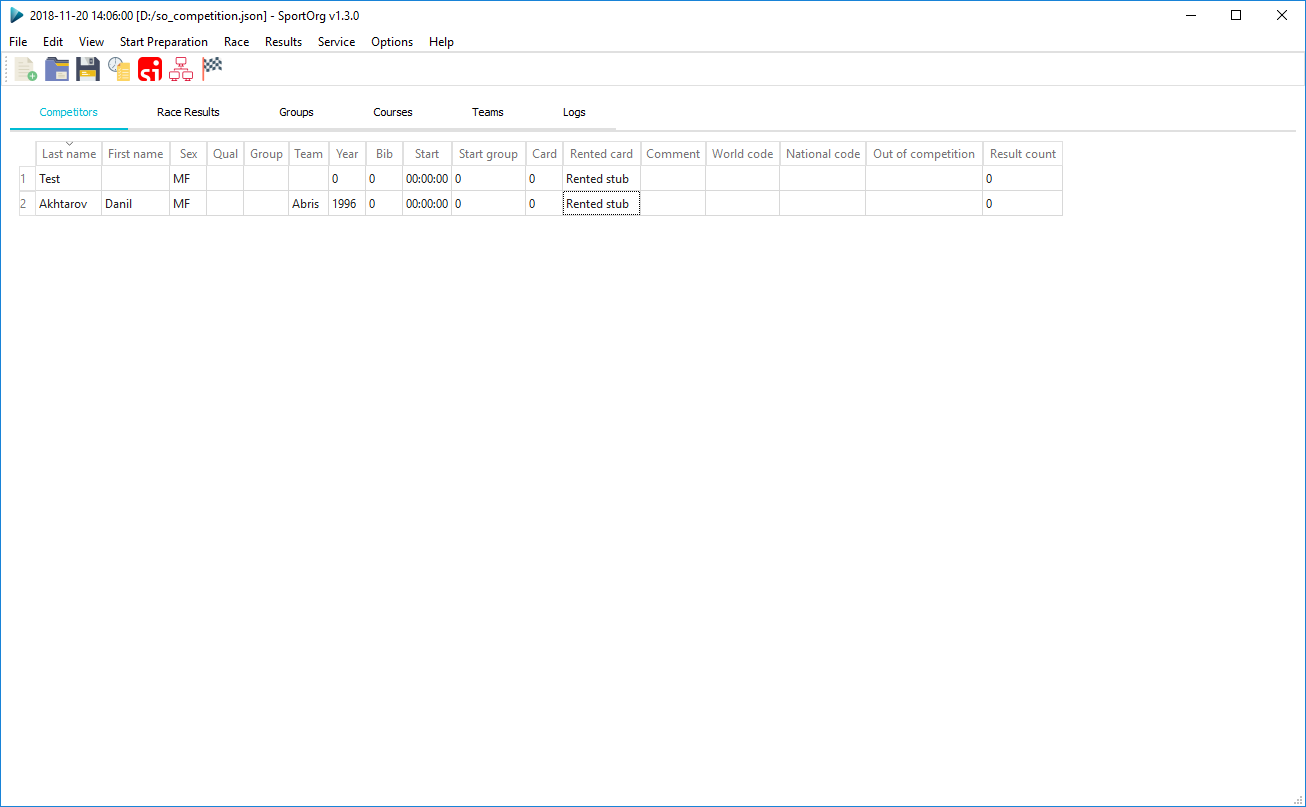 2018-11-20 14:06:00 [D:/so_competition.json] - SportOrg v1.3.0
File Edit View Start Preparation Race Results Service Options Help
si
Competitors Race Results Groups Courses Teams Logs
Last name First name Sex Qual Group Team Year Bib Start Start group Card Rented card Comment World code National code Out of competition Result count
1 Test MF 0 0 00:00:00 0 0 Rented stub 0
2 Akhtarov Danil MF Abris 1996 0 00:00:00 0 0 Rented stub 0